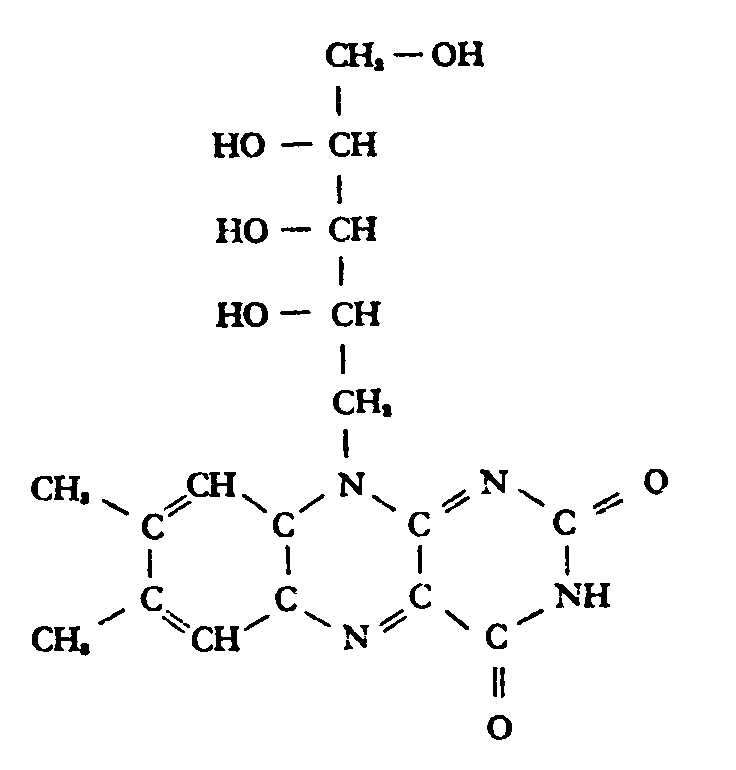 CH₂ — OH
HO — CH
HO — CH
HO — CH
CH₂
CH₃ CH N N O
C C C C
C C C NH
CH₃ CH N C
O